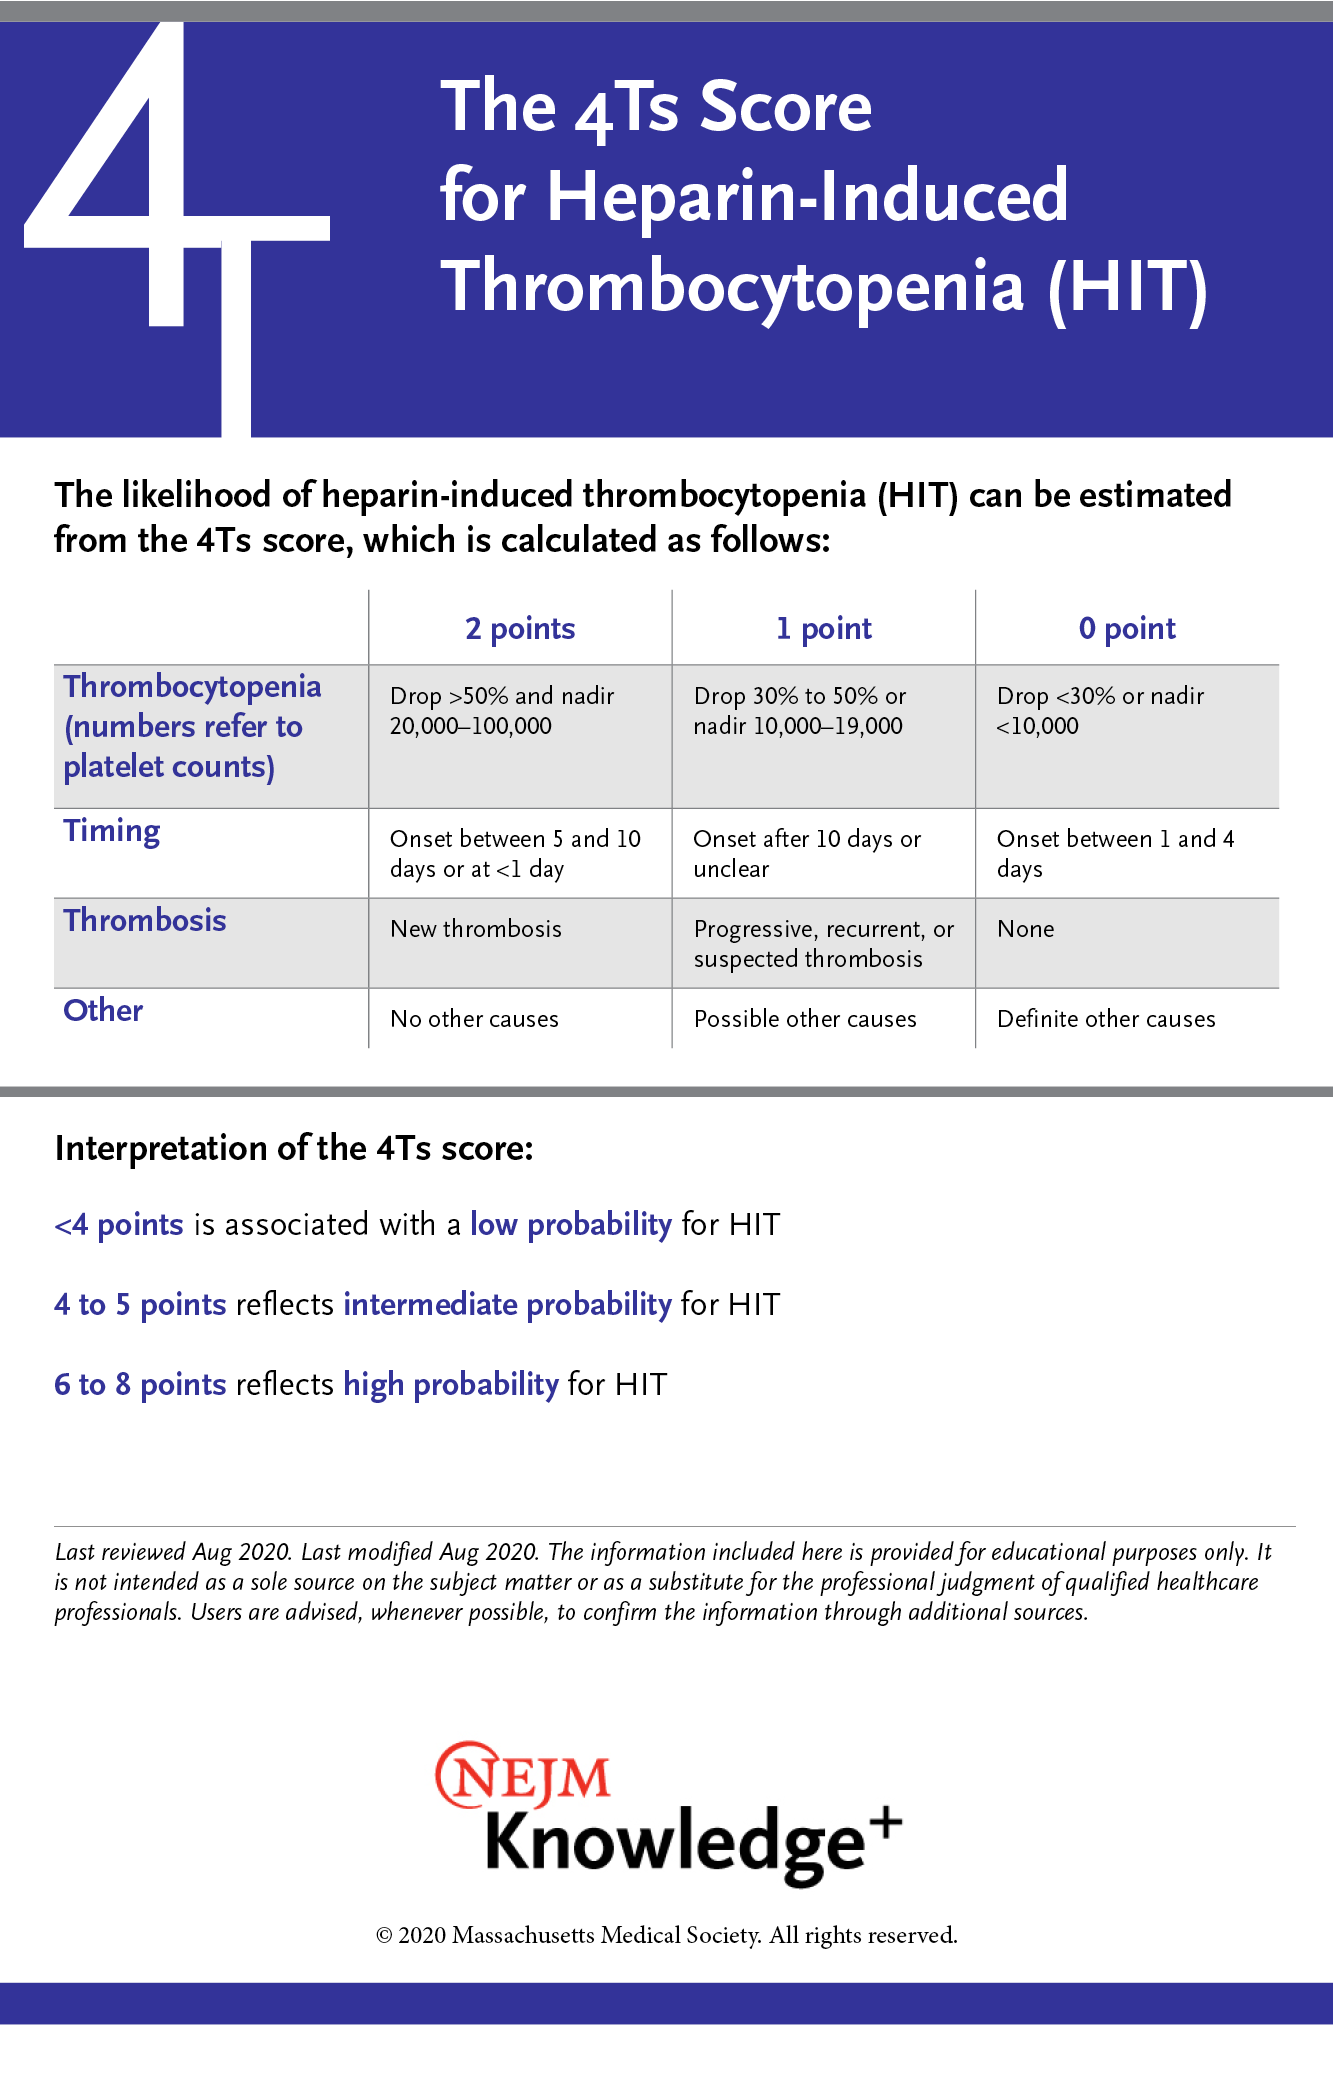 4T
The 4Ts Score
for Heparin-Induced
Thrombocytopenia (HIT)
The likelihood of heparin-induced thrombocytopenia (HIT) can be estimated
from the 4Ts score, which is calculated as follows:
2 points 1 point 0 point
Thrombocytopenia
(numbers refer to
platelet counts)
Drop >50% and nadir
20,000–100,000
Drop 30% to 50% or
nadir 10,000–19,000
Drop <30% or nadir
<10,000
Timing
Onset between 5 and 10
days or at <1 day
Onset after 10 days or
unclear
Onset between 1 and 4
days
Thrombosis
New thrombosis
Progressive, recurrent, or
suspected thrombosis
None
Other
No other causes
Possible other causes
Definite other causes
Interpretation of the 4Ts score:
<4 points is associated with a low probability for HIT
4 to 5 points reflects intermediate probability for HIT
6 to 8 points reflects high probability for HIT
Last reviewed Aug 2020. Last modified Aug 2020. The information included here is provided for educational purposes only. It
is not intended as a sole source on the subject matter or as a substitute for the professional judgment of qualified healthcare
professionals. Users are advised, whenever possible, to confirm the information through additional sources.
NEJM
Knowledge+
© 2020 Massachusetts Medical Society. All rights reserved.